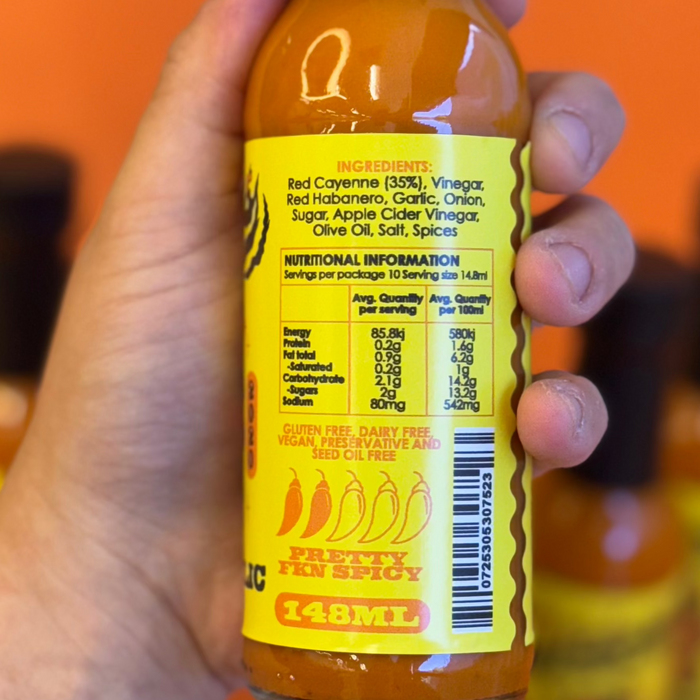 INGREDIENTS:
Red Cayenne (35%), Vinegar,
Red Habanero, Garlic, Onion,
Sugar, Apple Cider Vinegar,
Olive Oil, Salt, Spices
NUTRITIONAL INFORMATION
Servings per package 10 Serving size 14.8ml
Avg. Quantity per serving Avg. Quantity per 100ml
Energy 85.8kj 580kj
Protein 0.2g 1.6g
Fat total 0.9g 6.2g
-Saturated 0.2g 1g
Carbohydrate 2.1g 14.2g
-Sugars 2g 13.2g
Sodium 80mg 542mg
GLUTEN FREE, DAIRY FREE,
VEGAN, PRESERVATIVE AND
SEED OIL FREE
PRETTY
FKN SPICY
148ML
0725305307523